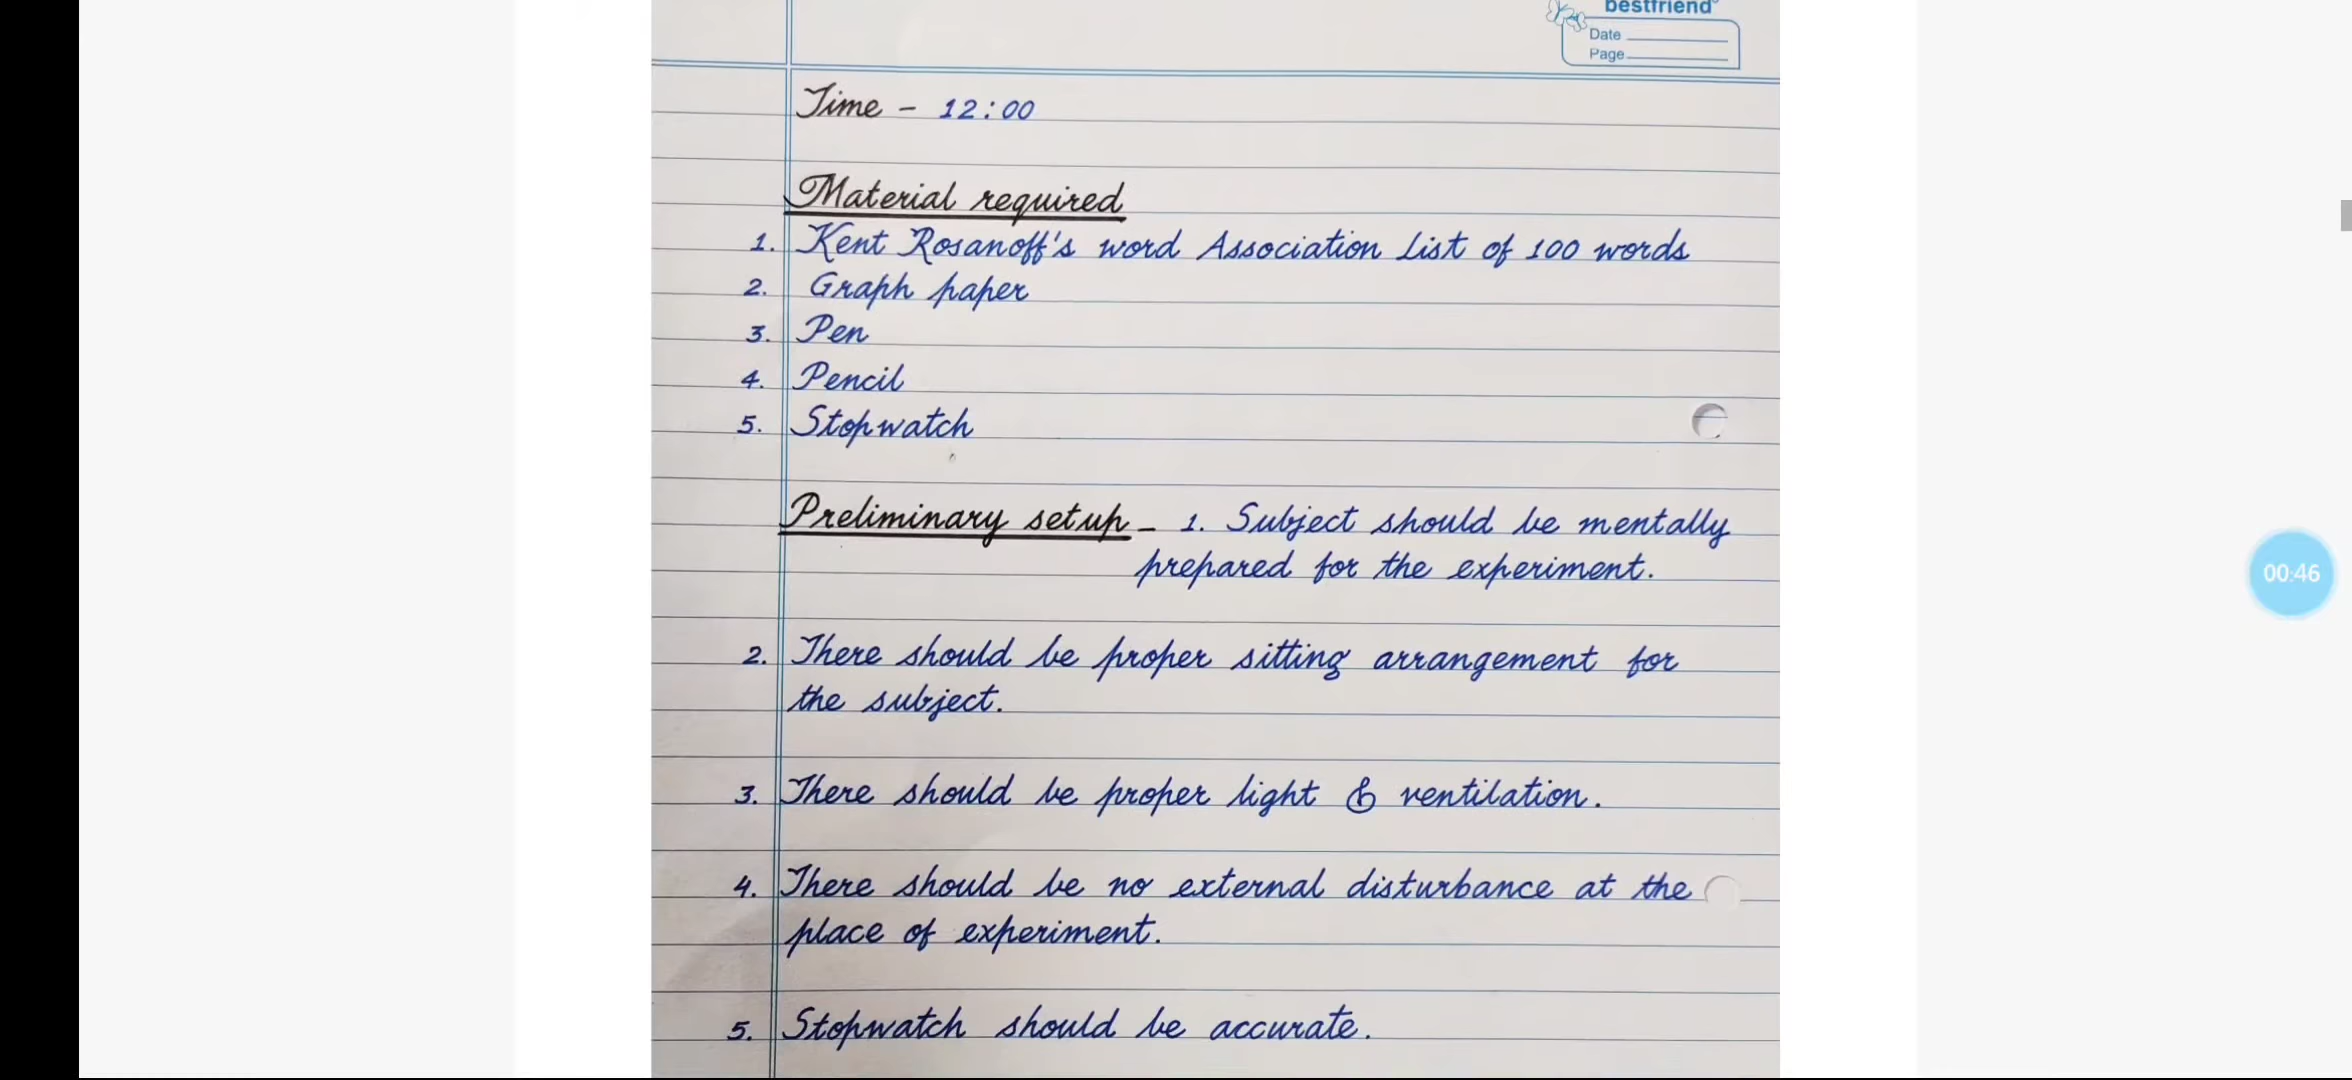 bestfriend
Date
Page
Time - 12:00
Material required
1. Kent Rosanoff's word Association List of 100 words
2. Graph paper
3. Pen
4. Pencil
5. Stopwatch
Preliminary setup - 1. Subject should be mentally
prepared for the experiment.
2. There should be proper sitting arrangement for
the subject.
3. There should be proper light & ventilation.
4. There should be no external disturbance at the
place of experiment.
5. Stopwatch should be accurate.
00:46